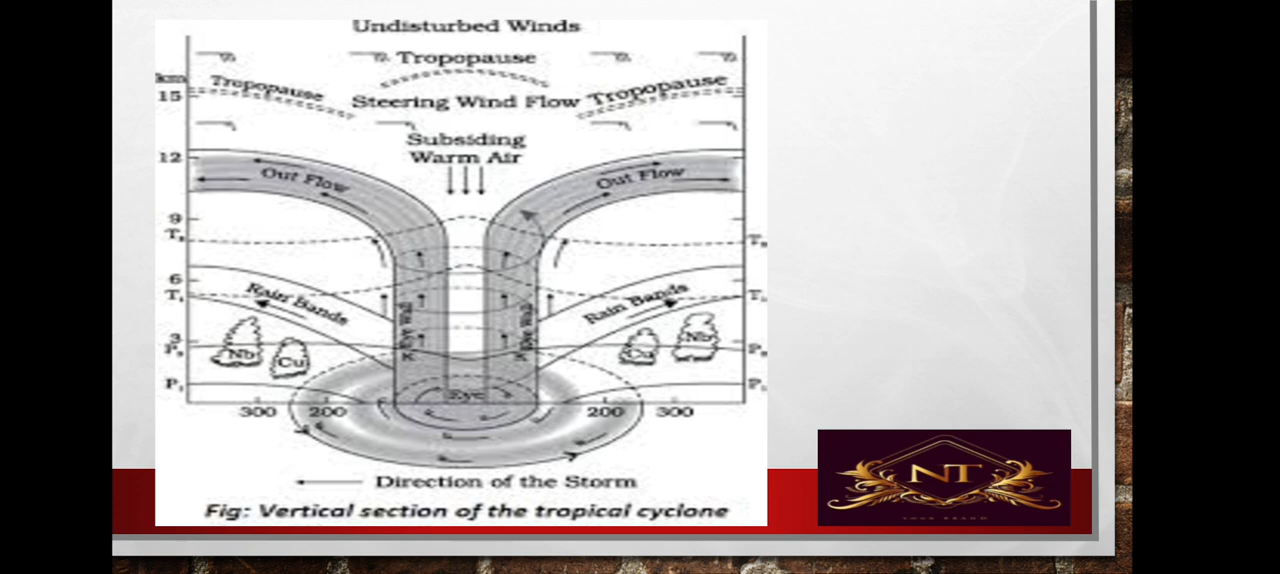 Undisturbed Winds
Tropopause
km
Tropopause
Tropopause
15
Steering Wind Flow
Subsiding
Warm Air
12
Out Flow
Out Flow
9
6
Rain Bands
Rain Bands
3
Nb
Cu
Cu
Nb
Eye Wall
Eye
300
200
200
300
Direction of the Storm
Fig: Vertical section of the tropical cyclone
NT